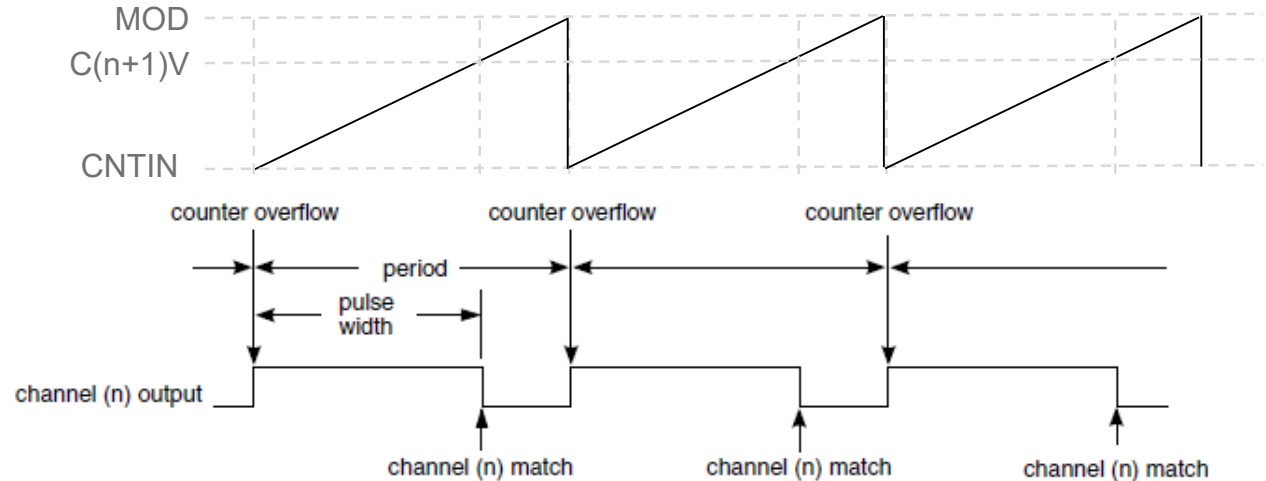 MOD
C(n+1)V
CNTIN
counter overflow
counter overflow
counter overflow
period
pulse
width
channel (n) output
channel (n) match
channel (n) match
channel (n) match